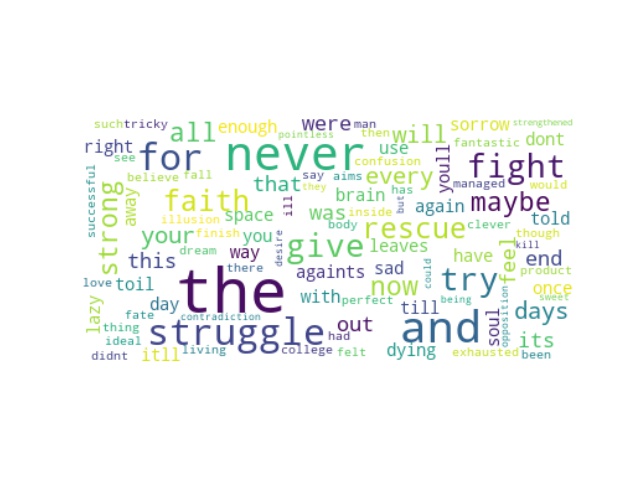 such tricky all enough were man then will sorrow strengthened
pointless
right for never use confusion youll fantastic dont
see believe fall that say aims every fight
successful strong away faith they ill brain has but managed maybe would
illusion space was inside again clever told
your finish you body rescue though
this dream way desire give leaves feel have end kill
there againts sad now could try product once
love toil the with perfect till being soul opposition sweet days
lazy fate day contradiction
thing struggle out and its
ideal had
didnt itll living college felt dying exhausted been